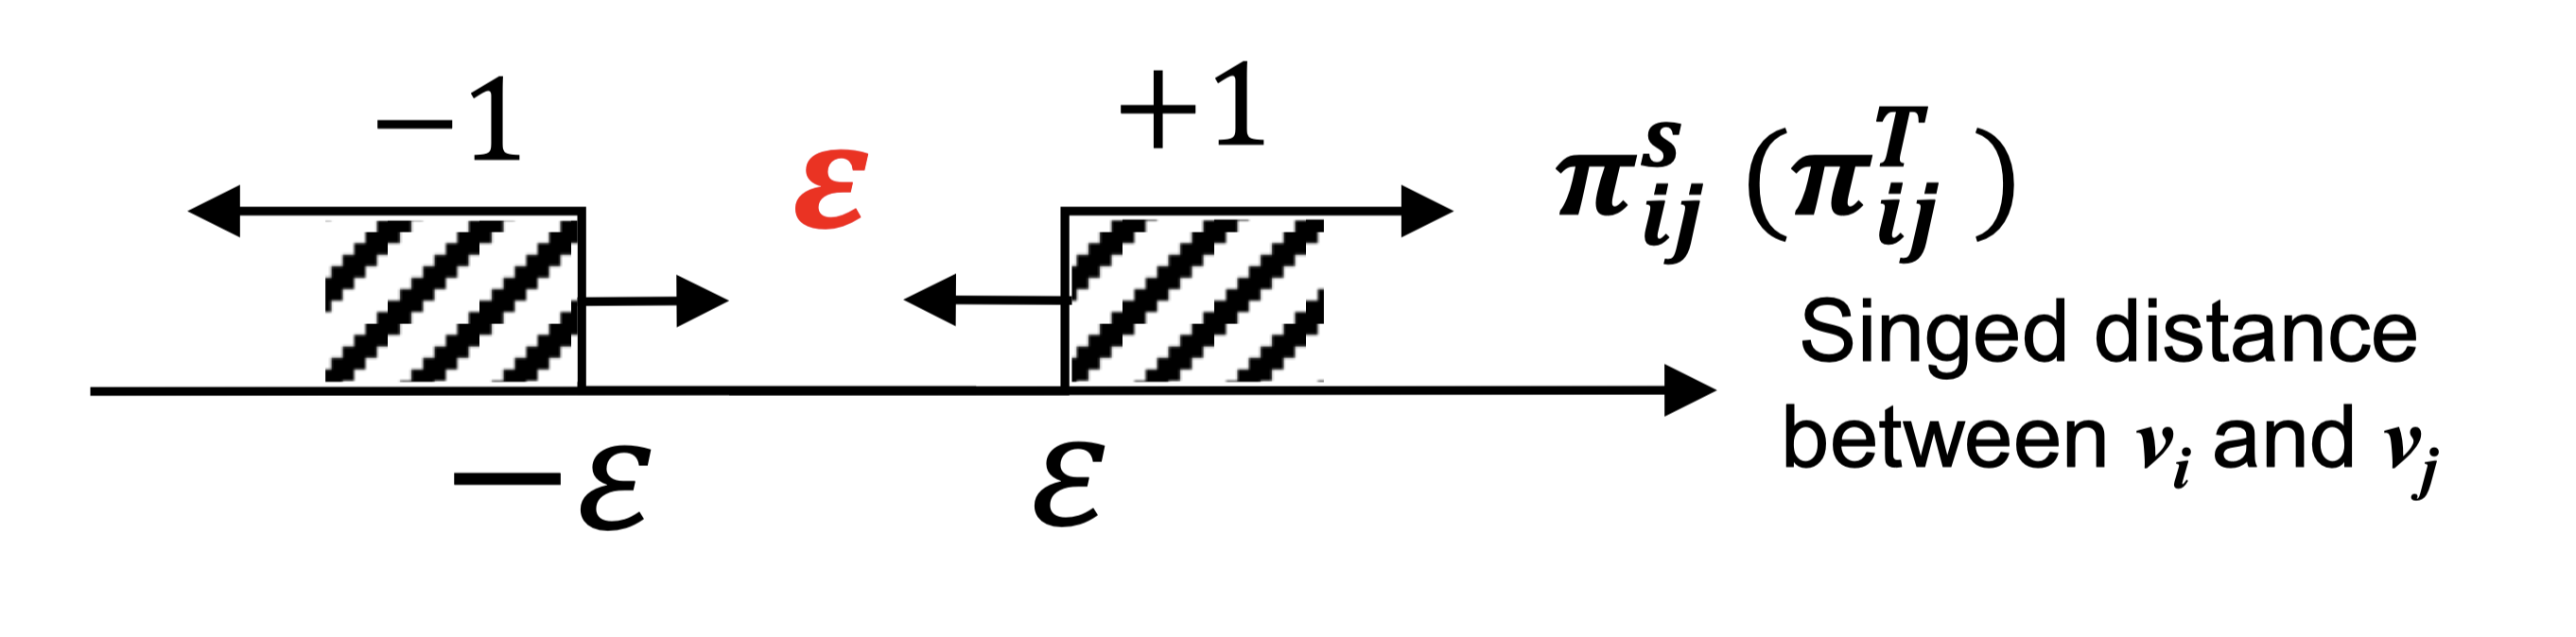 −1
ε
+1
π^s_ij (π^T_ij)
Singed distance
between v_i and v_j
−ε
ε